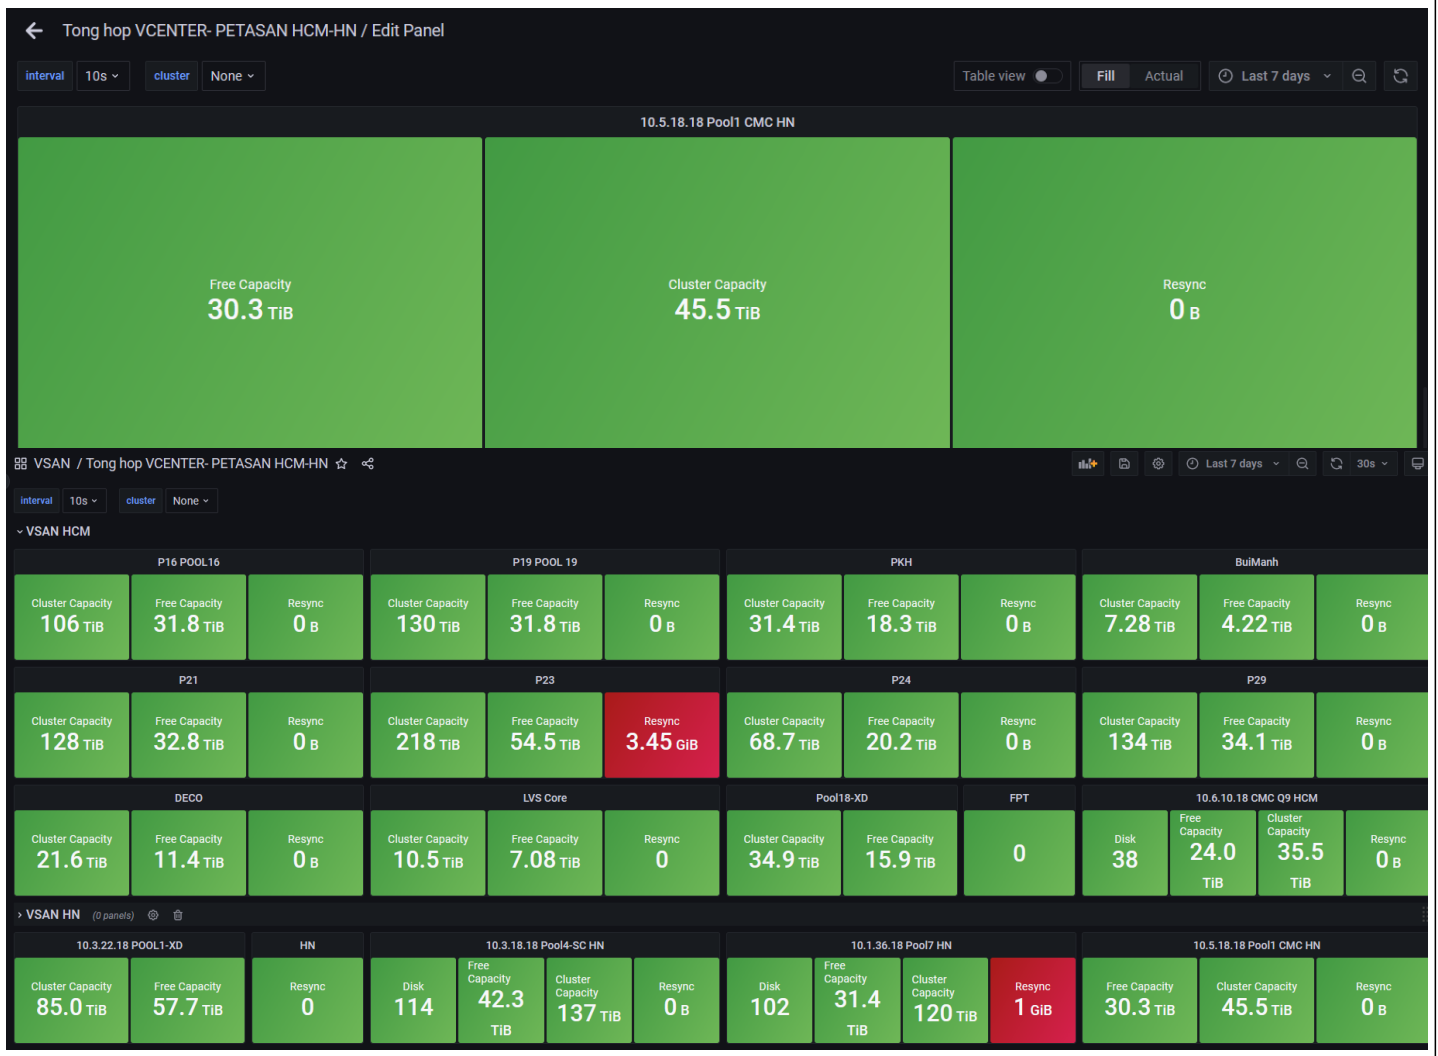 Tong hop VCENTER- PETASAN HCM-HN / Edit Panel
interval 10s cluster None Table view Fill Actual Last 7 days
10.5.18.18 Pool1 CMC HN
Free Capacity Cluster Capacity Resync
30.3 TiB 45.5 TiB 0 B
VSAN / Tong hop VCENTER- PETASAN HCM-HN Last 7 days 30s
interval 10s cluster None
VSAN HCM
P16 POOL16 P19 POOL 19 PKH BuiManh
Cluster Capacity Free Capacity Resync Cluster Capacity Free Capacity Resync Cluster Capacity Free Capacity Resync Cluster Capacity Free Capacity Resync
106 TiB 31.8 TiB 0 B 130 TiB 31.8 TiB 0 B 31.4 TiB 18.3 TiB 0 B 7.28 TiB 4.22 TiB 0 B
P21 P23 P24 P29
Cluster Capacity Free Capacity Resync Cluster Capacity Free Capacity Resync Cluster Capacity Free Capacity Resync Cluster Capacity Free Capacity Resync
128 TiB 32.8 TiB 0 B 218 TiB 54.5 TiB 3.45 GiB 68.7 TiB 20.2 TiB 0 B 134 TiB 34.1 TiB 0 B
DECO LVS Core Pool18-XD FPT 10.6.10.18 CMC Q9 HCM
Cluster Capacity Free Capacity Resync Cluster Capacity Free Capacity Resync Cluster Capacity Free Capacity Disk Free Capacity Cluster Capacity Resync
21.6 TiB 11.4 TiB 0 B 10.5 TiB 7.08 TiB 0 34.9 TiB 15.9 TiB 0 38 24.0 TiB 35.5 TiB 0 B
VSAN HN (0 panels)
10.3.22.18 POOL1-XD HN 10.3.18.18 Pool4-SC HN 10.1.36.18 Pool7 HN 10.5.18.18 Pool1 CMC HN
Cluster Capacity Free Capacity Resync Disk Free Capacity Cluster Capacity Resync Disk Free Capacity Cluster Capacity Resync Free Capacity Cluster Capacity Resync
85.0 TiB 57.7 TiB 0 114 42.3 TiB 137 TiB 0 B 102 31.4 TiB 120 TiB 1 GiB 30.3 TiB 45.5 TiB 0 B